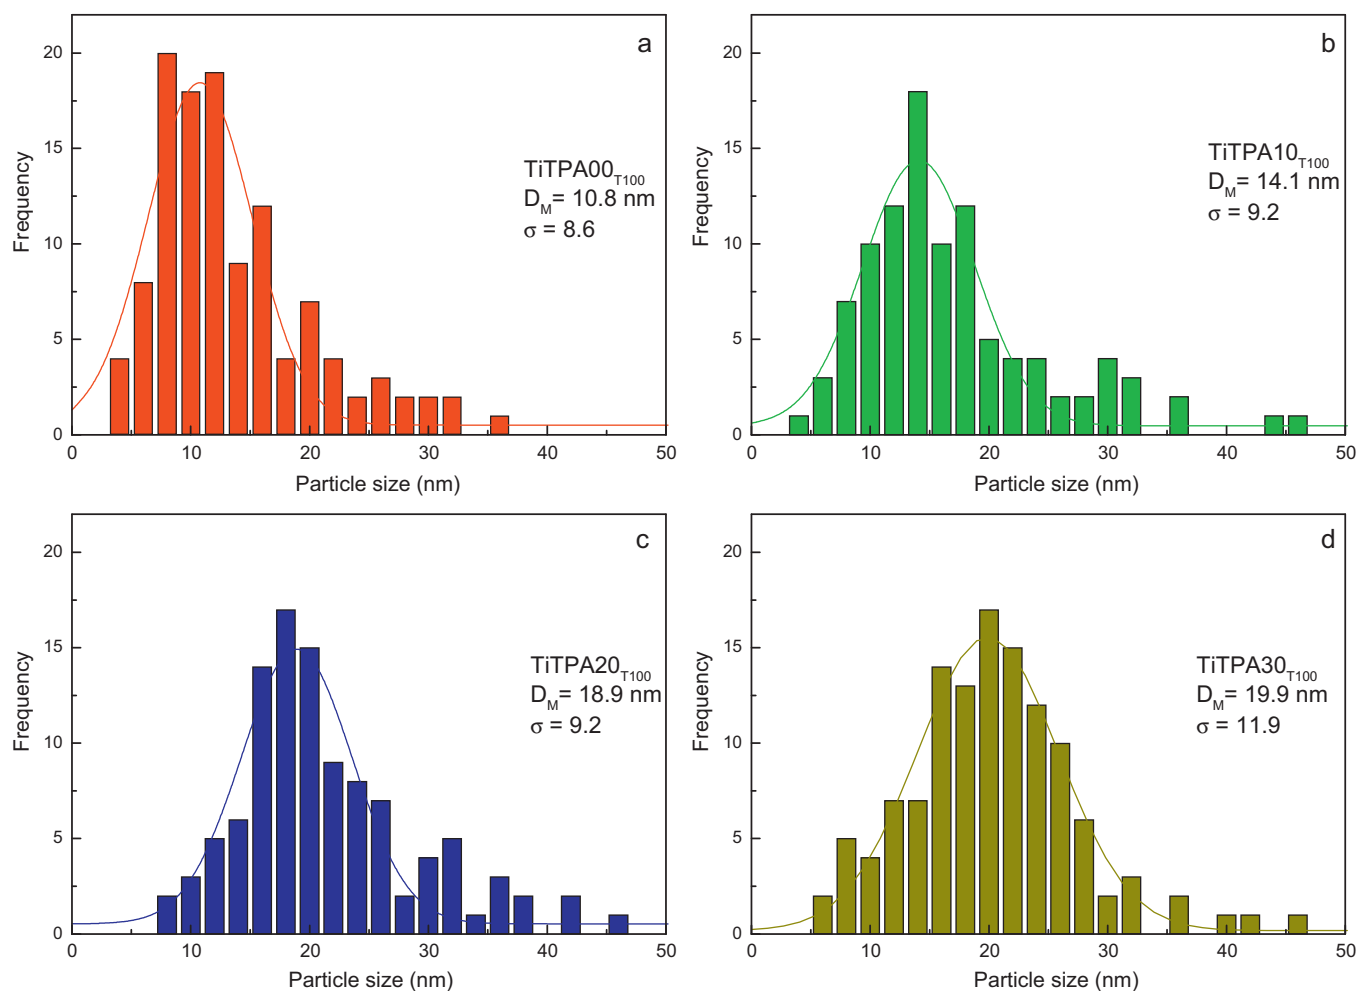 a
20
15
10
5
0
Frequency
TiTPA00T100
DM= 10.8 nm
σ = 8.6
0 10 20 30 40 50
Particle size (nm)
b
20
15
10
5
0
Frequency
TiTPA10T100
DM= 14.1 nm
σ = 9.2
0 10 20 30 40 50
Particle size (nm)
c
20
15
10
5
0
Frequency
TiTPA20T100
DM= 18.9 nm
σ = 9.2
0 10 20 30 40 50
Particle size (nm)
d
20
15
10
5
0
Frequency
TiTPA30T100
DM= 19.9 nm
σ = 11.9
0 10 20 30 40 50
Particle size (nm)